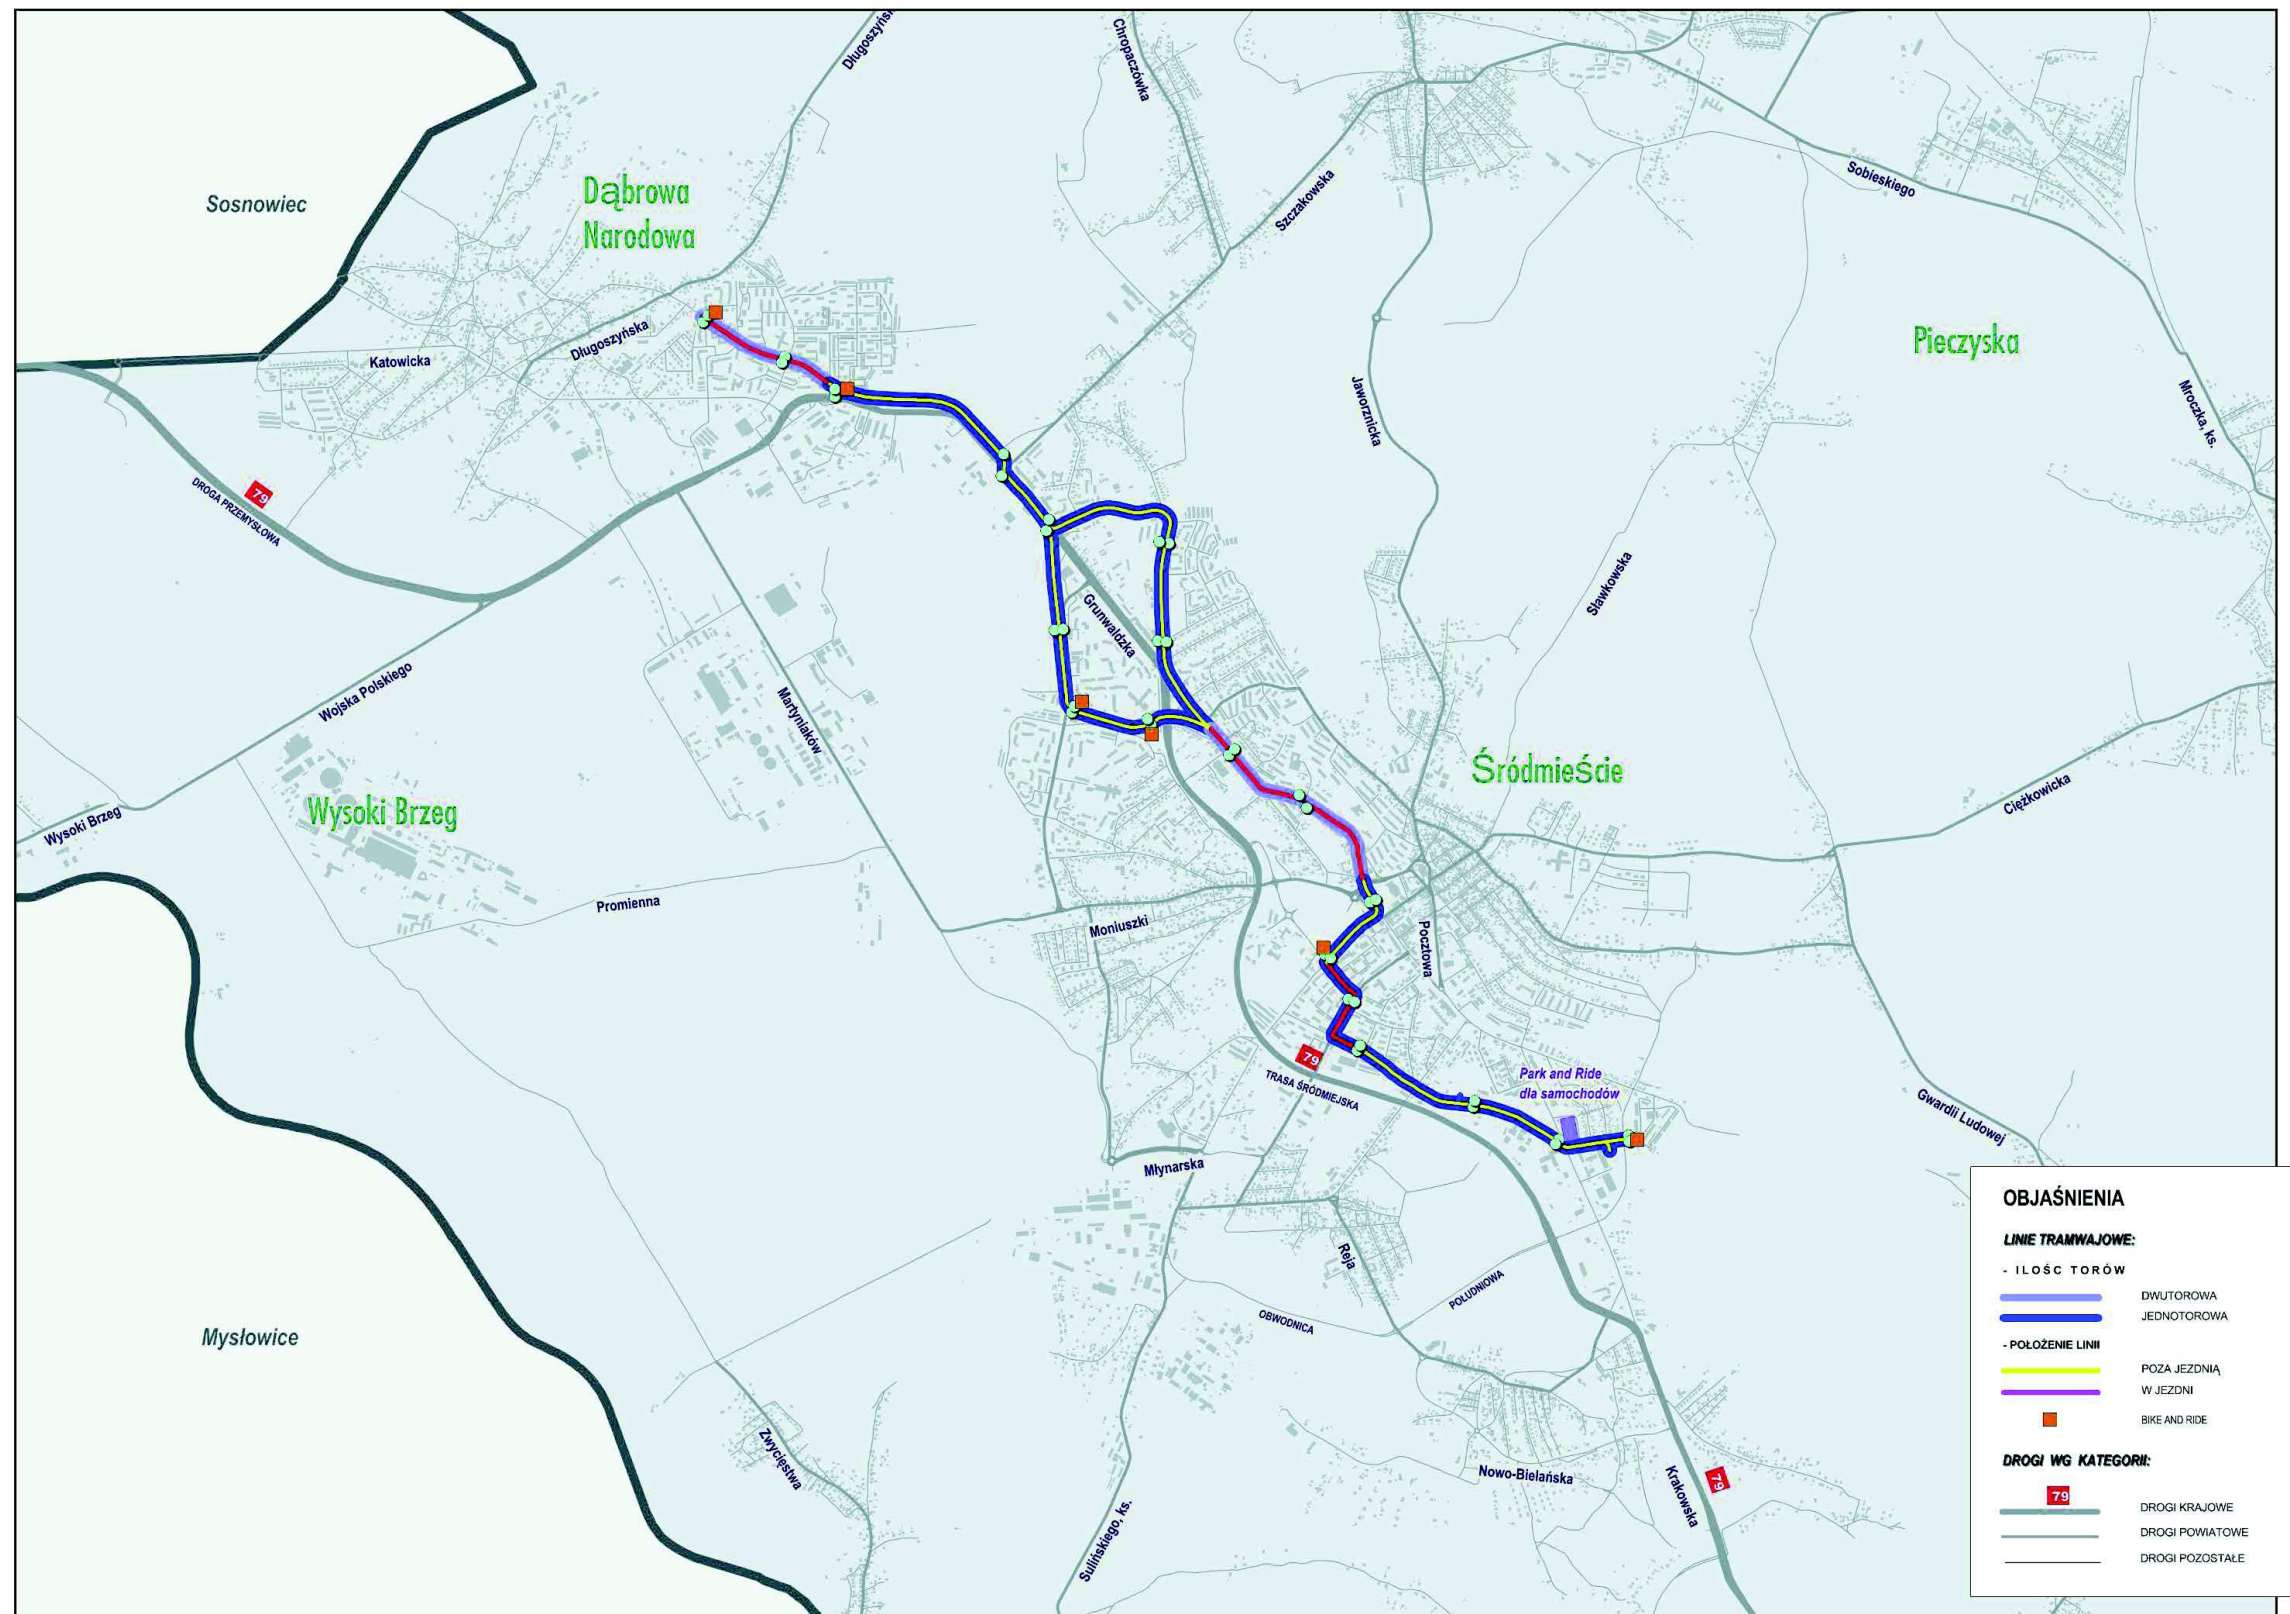 Długoszyńsk
Chropaczówka
Sobieskiego
Dąbrowa
Narodowa
Sosnowiec
Szczakowska
Pieczyska
Długoszyńska
Katowicka
Jaworznicka
Mroczka, ks.
79
DROGA PRZEMYSŁOWA
Sławkowska
Grunwaldzka
Wojska Polskiego
Martyniaków
Śródmieście
Ciężkowicka
Wysoki Brzeg
Wysoki Brzeg
Promienna
Moniuszki
Pocztowa
79
TRASA ŚRÓDMIEJSKA
Park and Ride
dla samochodów
Gwardii Ludowej
Młynarska
Reja
POŁUDNIOWA
OBWODNICA
Mysłowice
Zwycięstwa
Nowo-Bielańska
Krakowska
79
Sulińskiego, ks.
OBJAŚNIENIA
LINIE TRAMWAJOWE:
- ILOŚC TORÓW
DWUTOROWA
JEDNOTOROWA
- POŁOŻENIE LINII
POZA JEZDNIĄ
W JEZDNI
BIKE AND RIDE
DROGI WG KATEGORII:
79
DROGI KRAJOWE
DROGI POWIATOWE
DROGI POZOSTAŁE